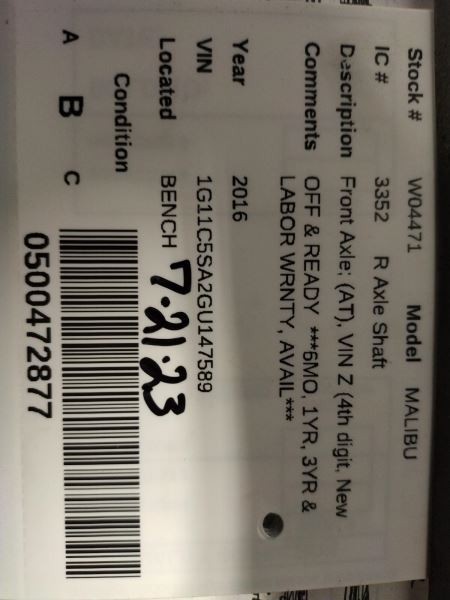 Stock # W04471 Model MALIBU
IC # 3352 R Axle Shaft
Description Front Axle; (AT), VIN Z (4th digit, New
Comments OFF & READY ***6MO, 1YR, 3YR &
LABOR WRNTY, AVAIL***
Year 2016
VIN 1G11C5SA2GU147589
Located BENCH 7.21.23
Condition
A B C
0500472877